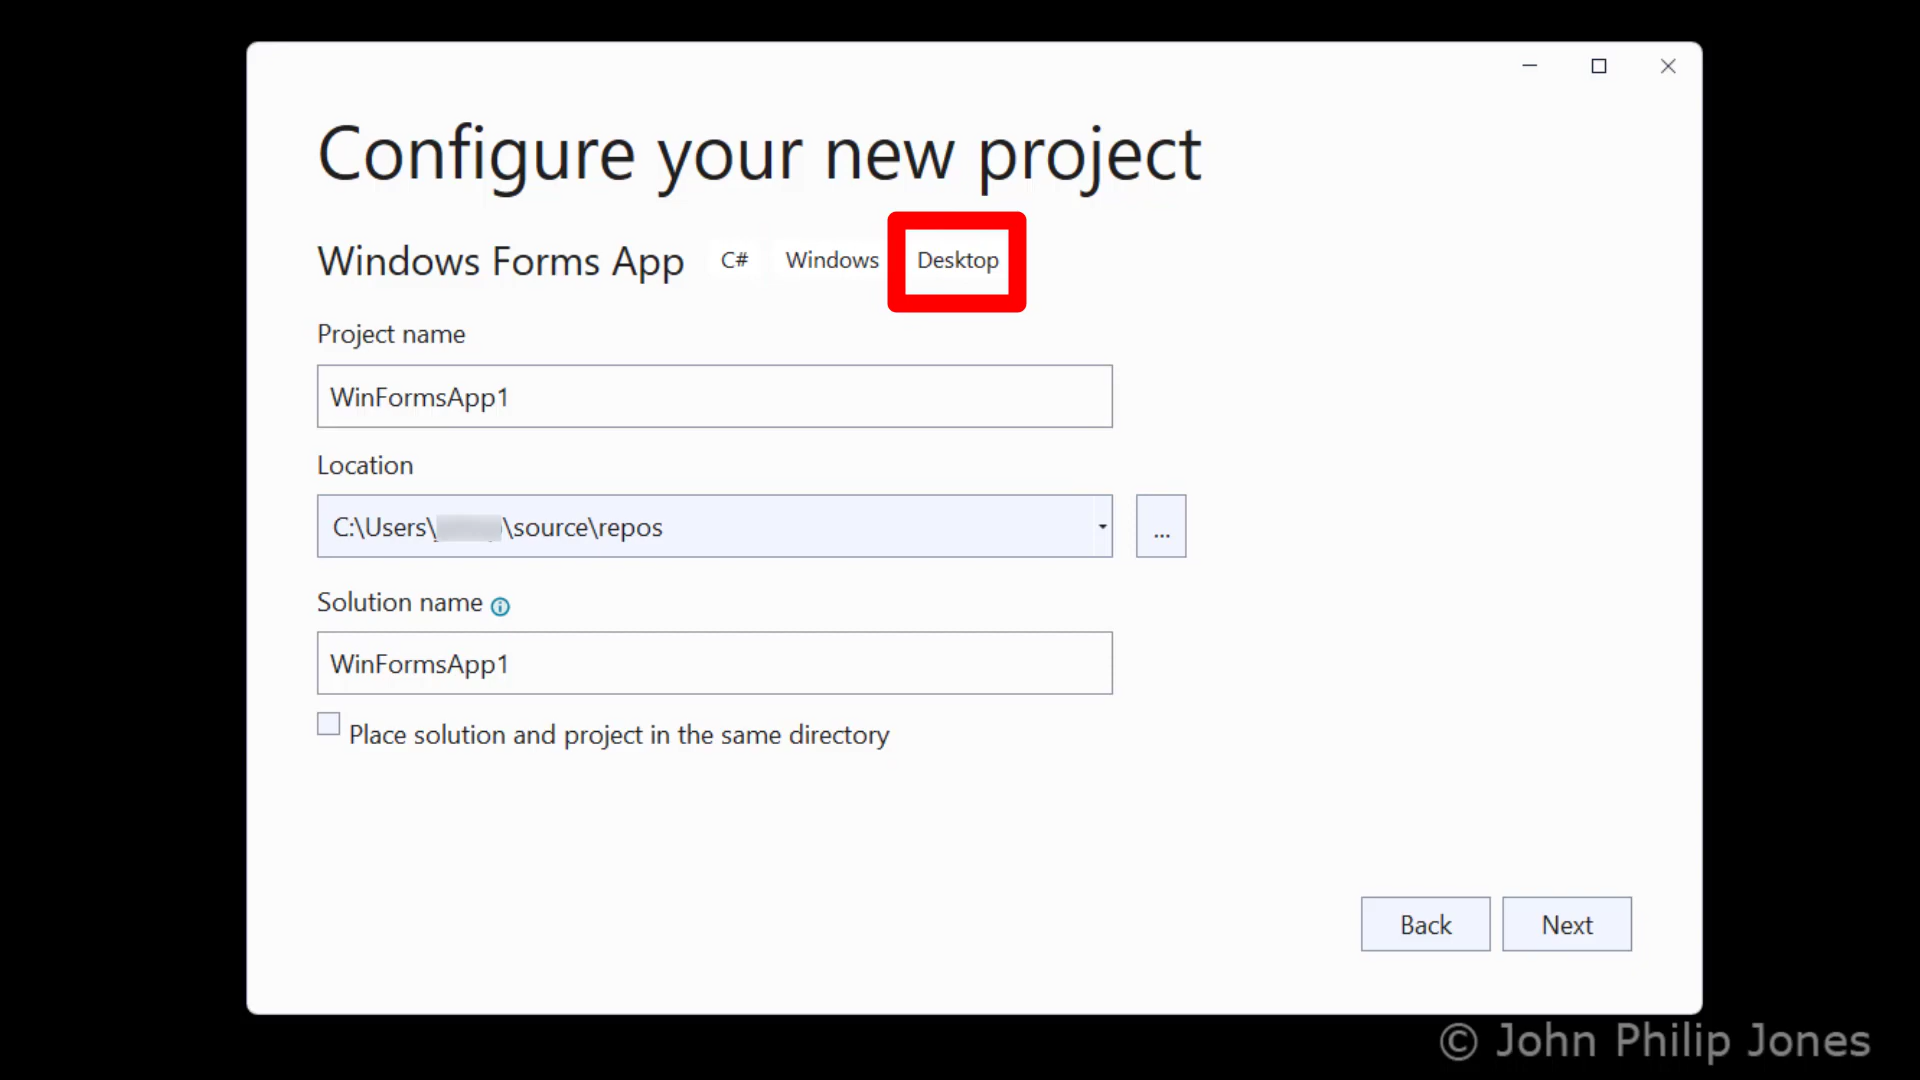 Configure your new project
Windows Forms App C# Windows Desktop
Project name
WinFormsApp1
Location
C:\Users\ \source\repos
...
Solution name
WinFormsApp1
Place solution and project in the same directory
Back Next
© John Philip Jones